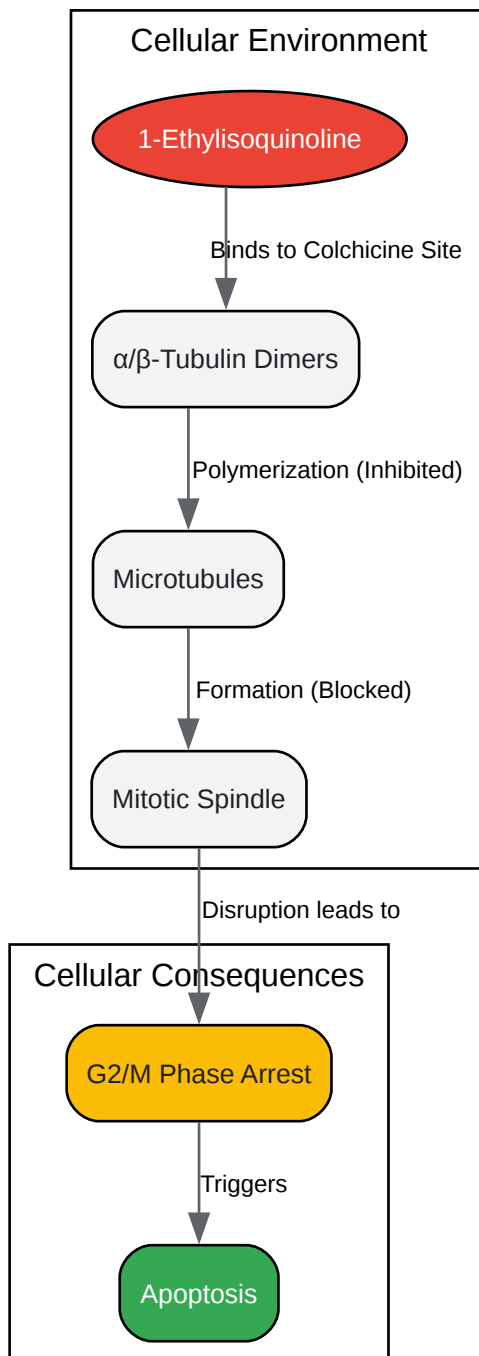 Cellular Environment
1-Ethylisoquinoline
Binds to Colchicine Site
α/β-Tubulin Dimers
Polymerization (Inhibited)
Microtubules
Formation (Blocked)
Mitotic Spindle
Disruption leads to
Cellular Consequences
G2/M Phase Arrest
Triggers
Apoptosis